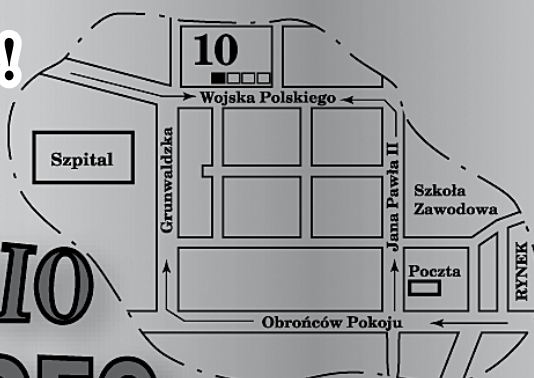 !
10
Wojska Polskiego
Szpital
Grunwaldzka
Jana Pawła II
Szkoła
Zawodowa
Poczta
RYNEK
IO
Obrońców Pokoju